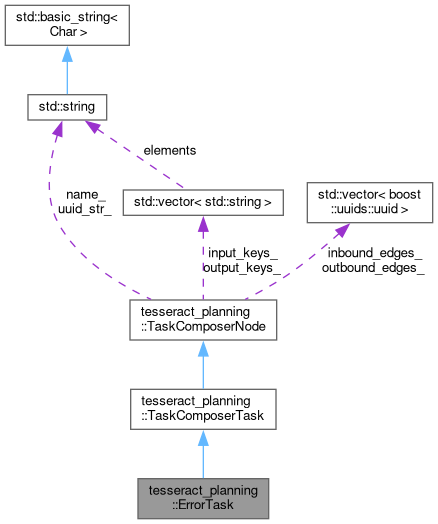 std::basic_string<
Char >
std::string
elements
name_
uuid_str_
std::vector< std::string >
std::vector< boost
::uuids::uuid >
input_keys_
output_keys_
inbound_edges_
outbound_edges_
tesseract_planning
::TaskComposerNode
tesseract_planning
::TaskComposerTask
tesseract_planning
::ErrorTask